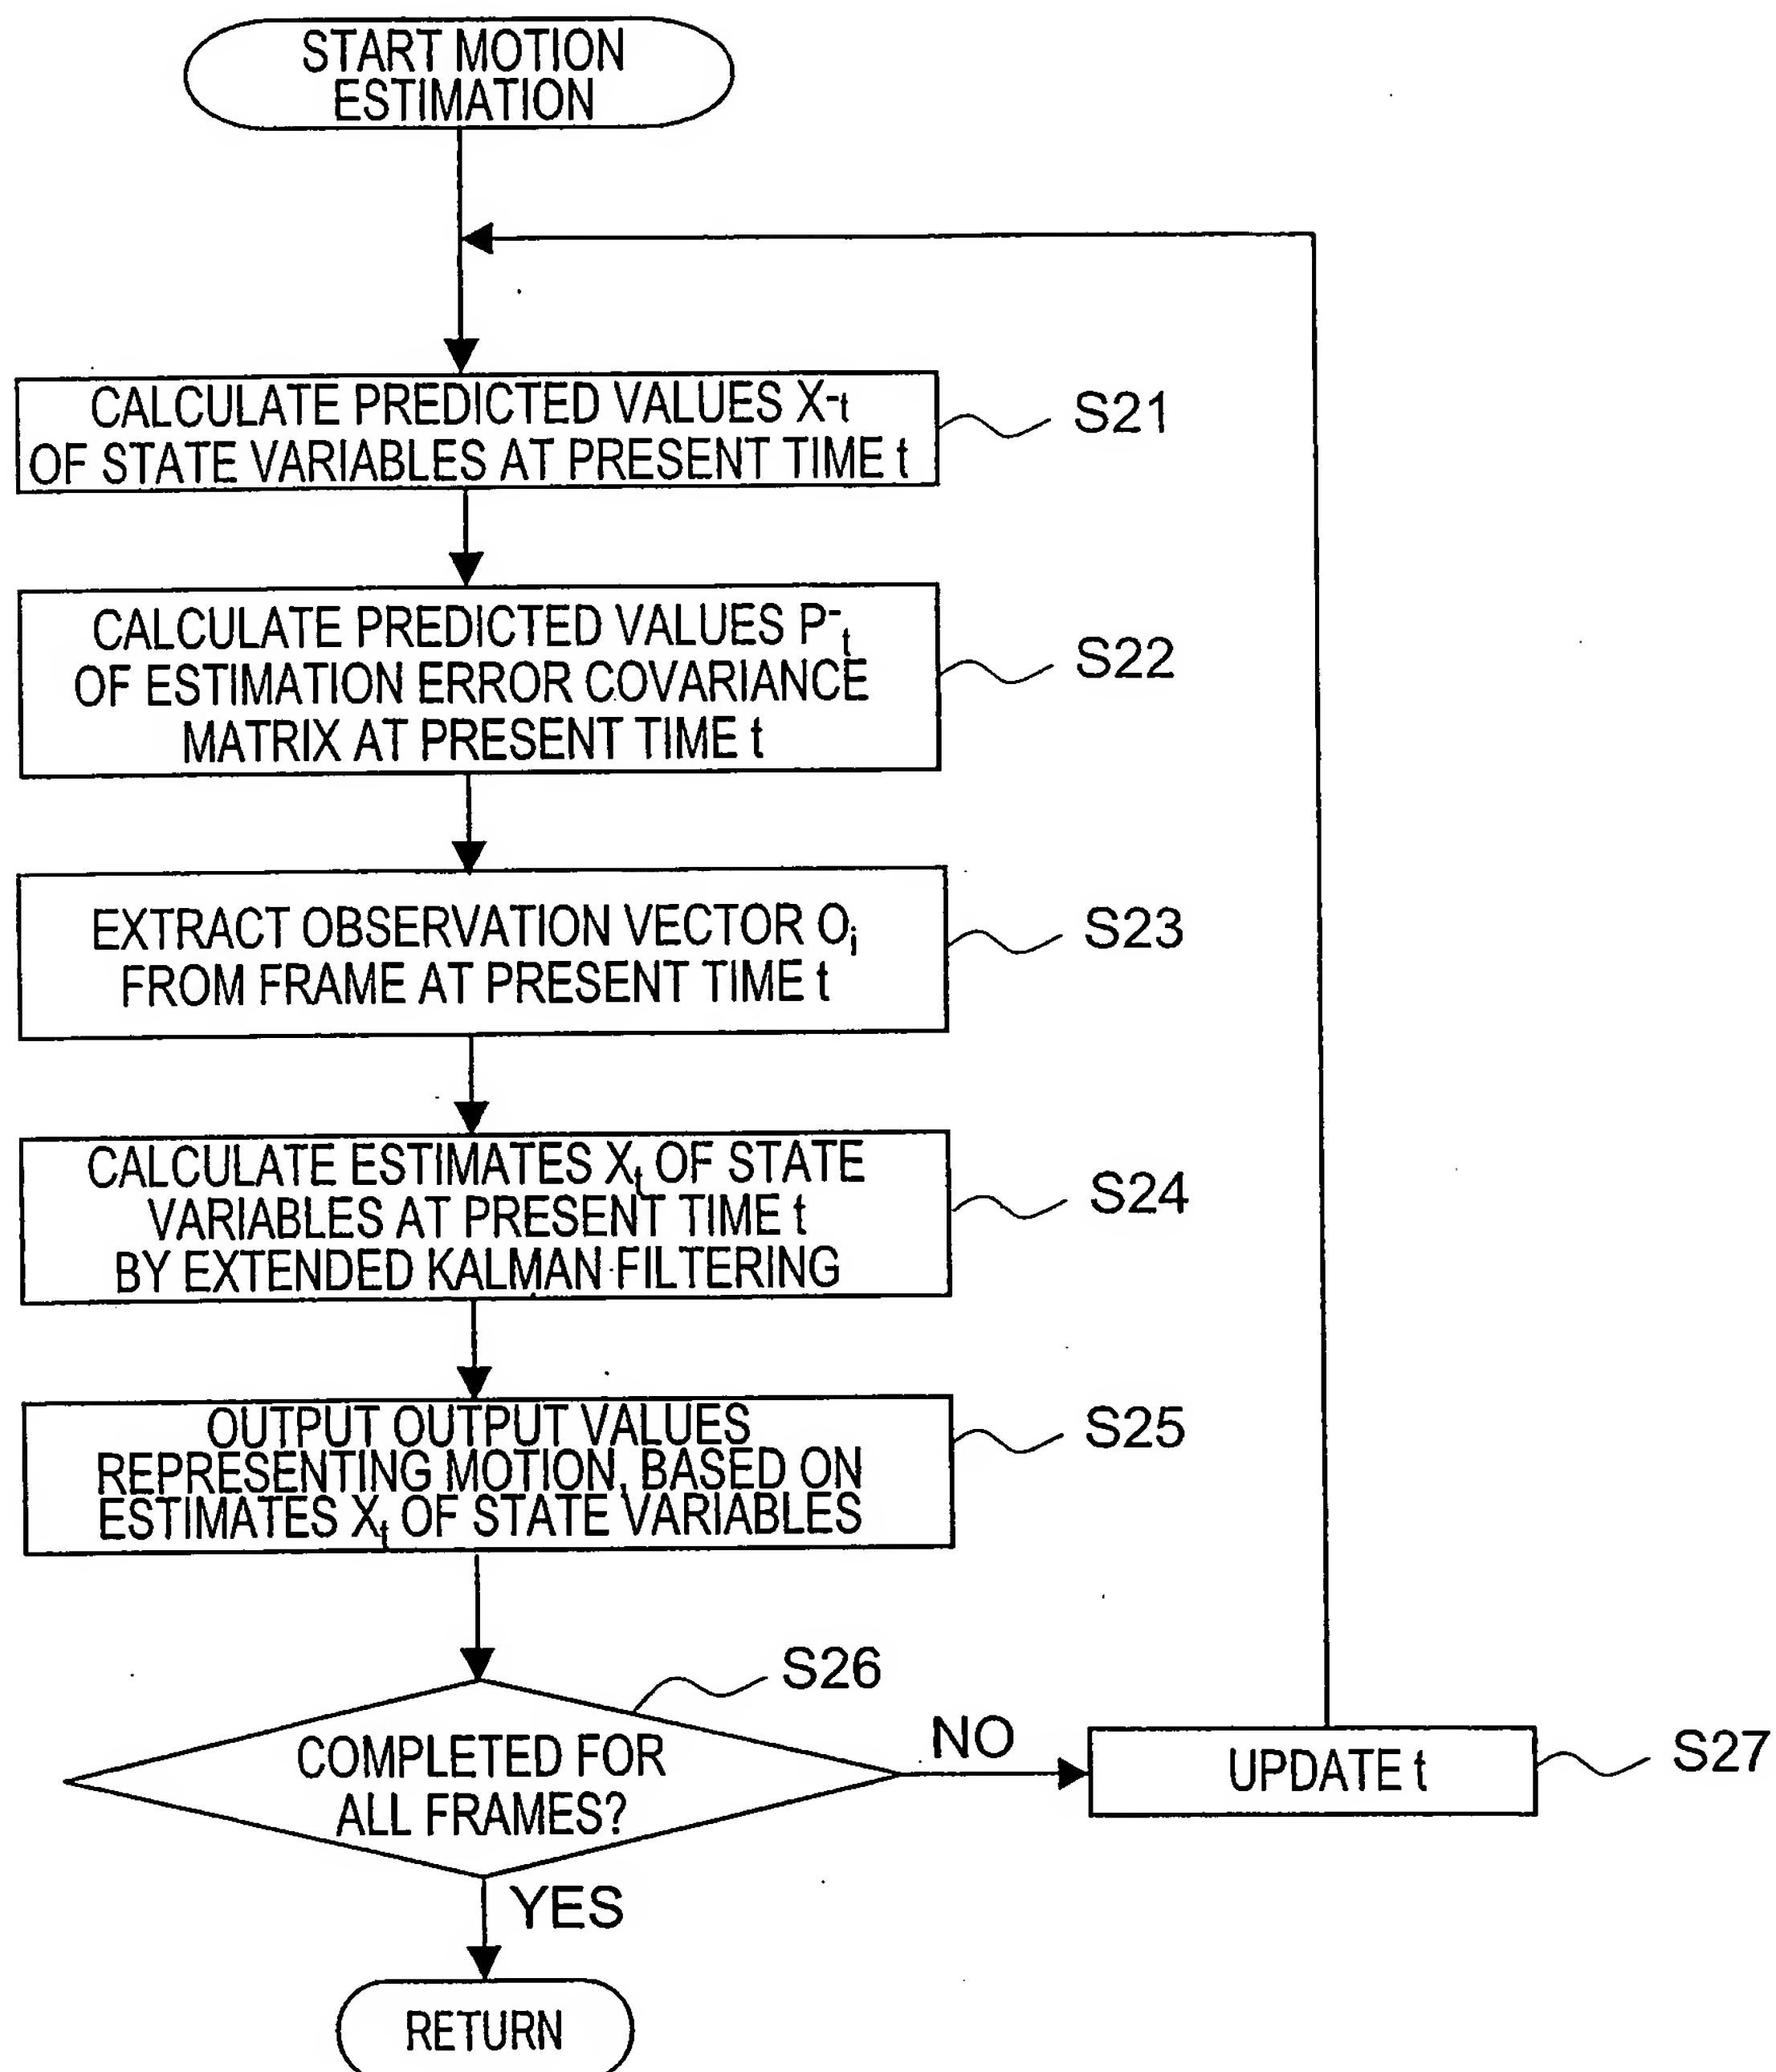 START MOTION
ESTIMATION
CALCULATE PREDICTED VALUES X-t
OF STATE VARIABLES AT PRESENT TIME t
S21
CALCULATE PREDICTED VALUES P-t
OF ESTIMATION ERROR COVARIANCE
MATRIX AT PRESENT TIME t
S22
EXTRACT OBSERVATION VECTOR Oi
FROM FRAME AT PRESENT TIME t
S23
CALCULATE ESTIMATES Xt OF STATE
VARIABLES AT PRESENT TIME t
BY EXTENDED KALMAN FILTERING
S24
OUTPUT OUTPUT VALUES
REPRESENTING MOTION, BASED ON
ESTIMATES Xt OF STATE VARIABLES
S25
S26
COMPLETED FOR
ALL FRAMES?
NO
UPDATE t
S27
YES
RETURN